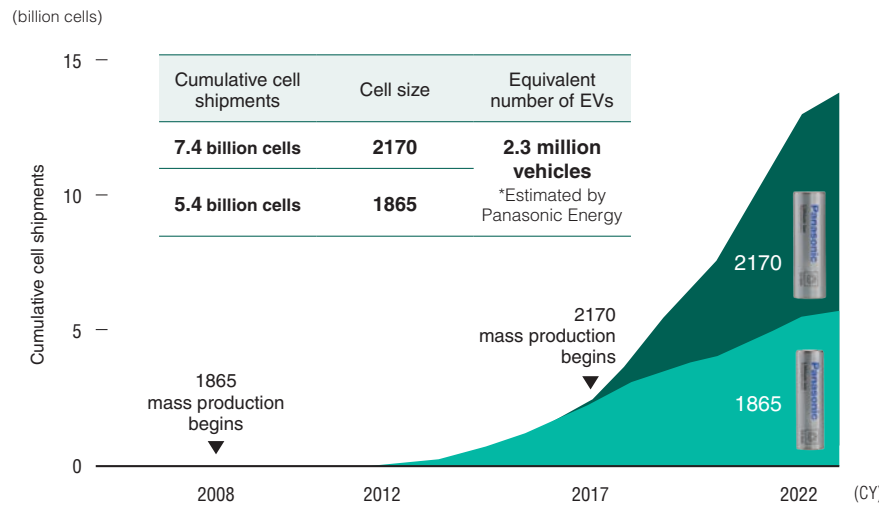 (billion cells)
15
10
5
0
Cumulative cell shipments
Cumulative cell
shipments
Cell size
Equivalent
number of EVs
7.4 billion cells
2170
2.3 million
vehicles
*Estimated by
Panasonic Energy
5.4 billion cells
1865
1865
mass production
begins
2170
mass production
begins
2170
Panasonic
1865
Panasonic
2008
2012
2017
2022
(CY)